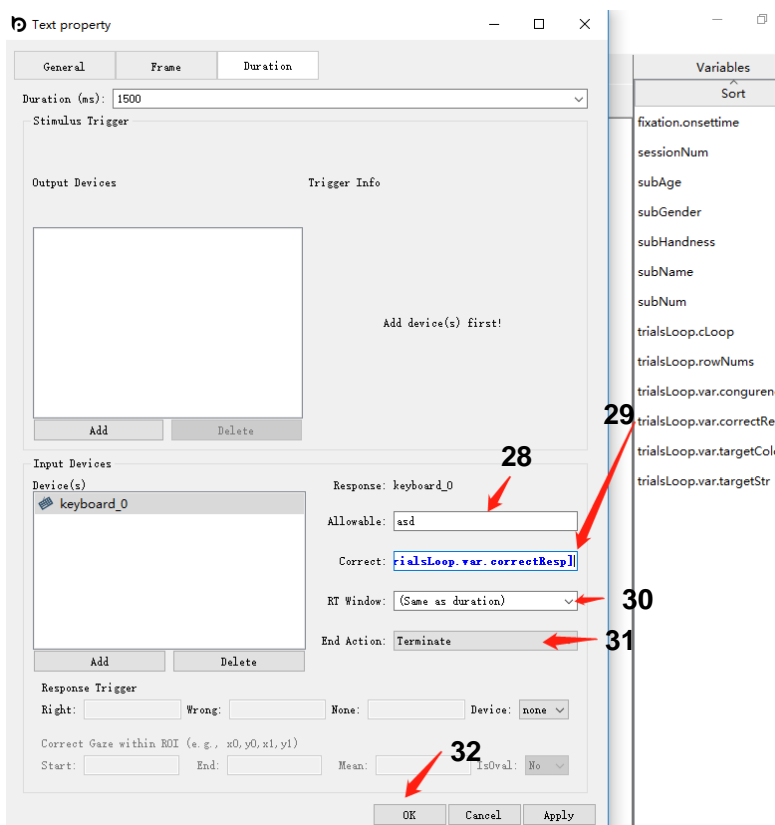 Text property
General Frame Duration
Variables
Duration (ms): 1500
Sort
Stimulus Trigger
fixation.onsettime
sessionNum
Output Devices Trigger Info
subAge
subGender
subHandness
subName
subNum
Add device(s) first!
trialsLoop.cLoop
trialsLoop.rowNums
trialsLoop.var.conguren
29
trialsLoop.var.correctRe
Add Delete
28
trialsLoop.var.targetCol
Input Devices
trialsLoop.var.targetStr
Device(s) Response: keyboard_0
keyboard_0
Allowable: asd
Correct: rialsLoop.var.correctResp]
RT Window: (Same as duration) 30
End Action: Terminate 31
Add Delete
Response Trigger
Right: Wrong: None: Device: none
Correct Gaze within ROI (e.g., x0,y0,x1,y1)
32
Start: End: Mean: IsOval: No
OK Cancel Apply